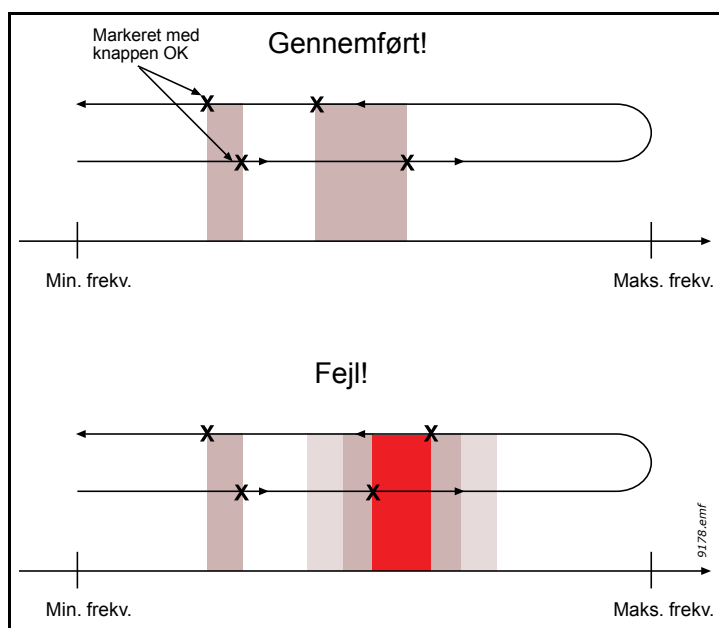 Markeret med
knappen OK
Gennemført!
X X
X X
Min. frekv. Maks. frekv.
Fejl!
X X
X X
9178.emf
Min. frekv. Maks. frekv.